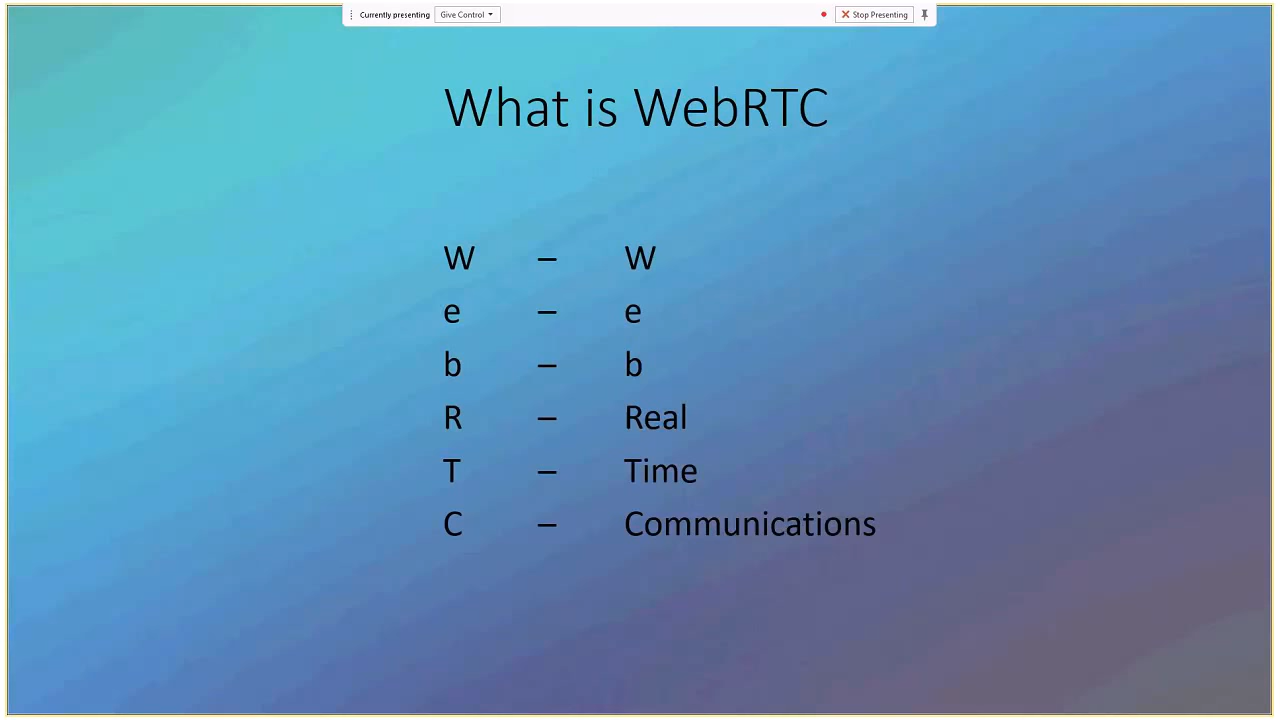 Currently presenting Give Control Stop Presenting
What is WebRTC
W – W
e – e
b – b
R – Real
T – Time
C – Communications